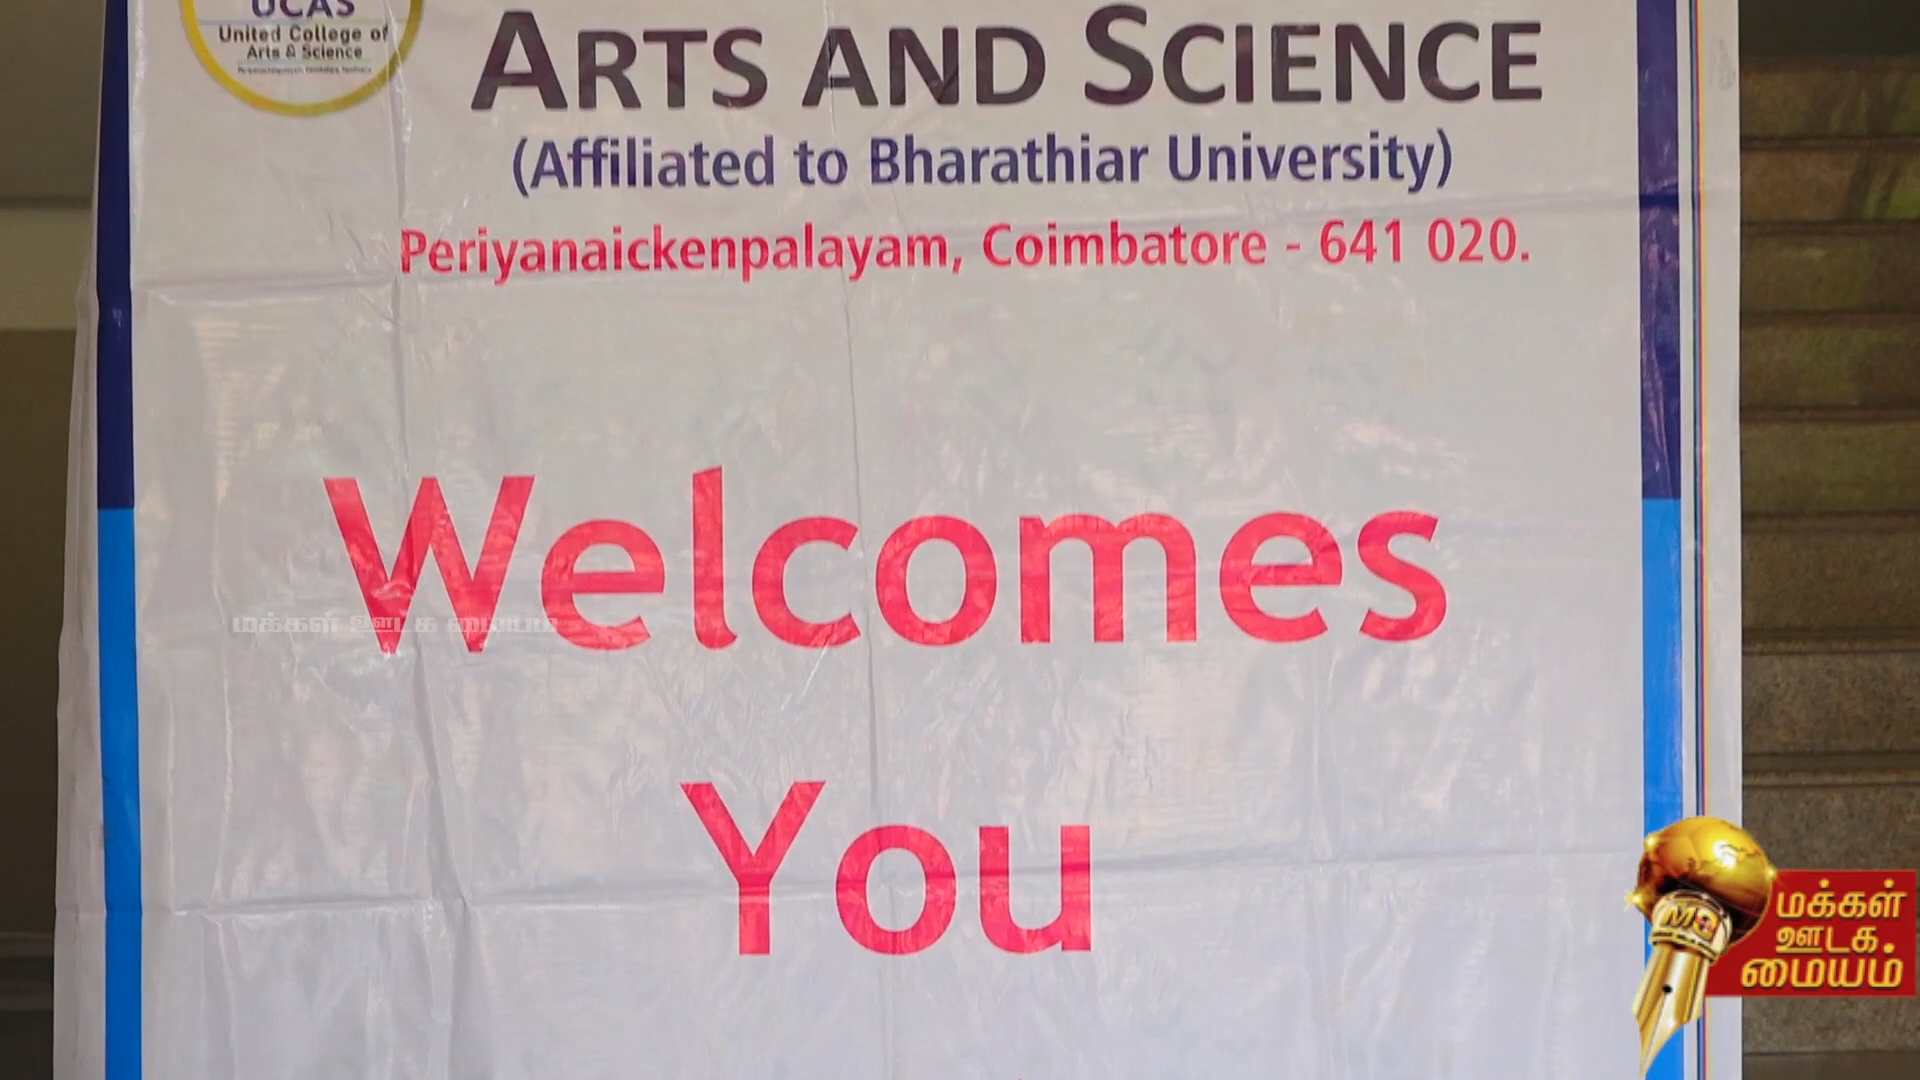 UCAS
United College of
Arts & Science
ARTS AND SCIENCE
(Affiliated to Bharathiar University)
Periyanaickenpalayam, Coimbatore - 641 020.
Welcomes
மக்கள் ஊடக மையம்
You
மக்கள்
ஊடக
மையம்